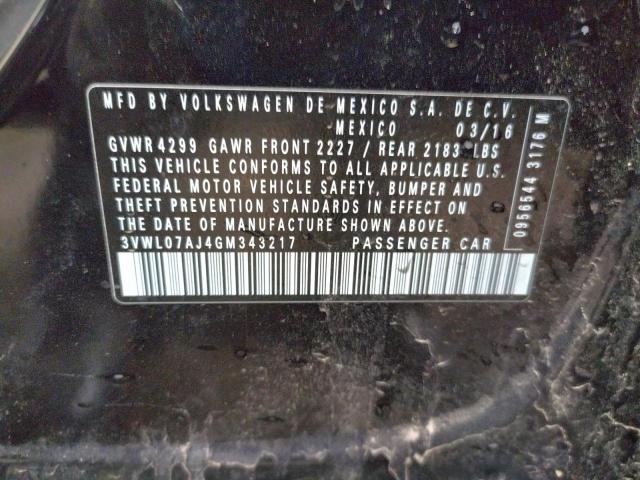 MFD BY VOLKSWAGEN DE MEXICO S.A. DE C.V.
MEXICO 03/16
GVWR 4299 GAWR FRONT 2227 / REAR 2183 LBS
THIS VEHICLE CONFORMS TO ALL APPLICABLE U.S.
FEDERAL MOTOR VEHICLE SAFETY, BUMPER AND
THEFT PREVENTION STANDARDS IN EFFECT ON
THE DATE OF MANUFACTURE SHOWN ABOVE.
3VWL07AJ4GM343217 PASSENGER CAR
0956544 3176 M